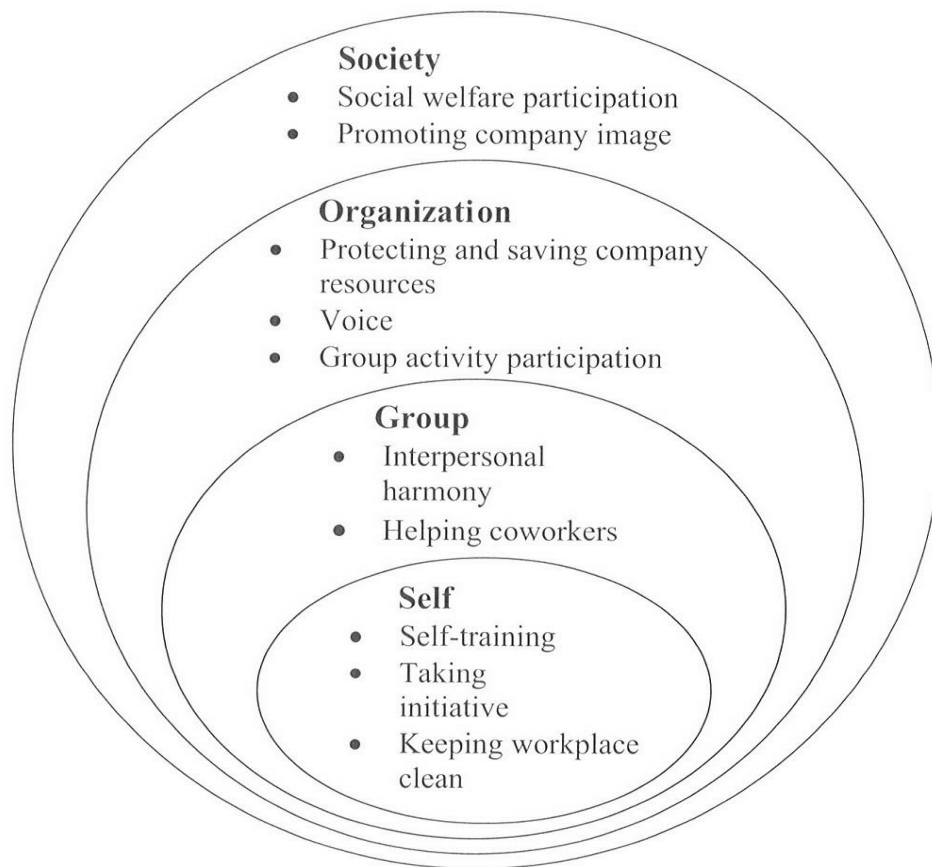 Society
• Social welfare participation
• Promoting company image
Organization
• Protecting and saving company
resources
• Voice
• Group activity participation
Group
• Interpersonal
harmony
• Helping coworkers
Self
• Self-training
• Taking
initiative
• Keeping workplace
clean